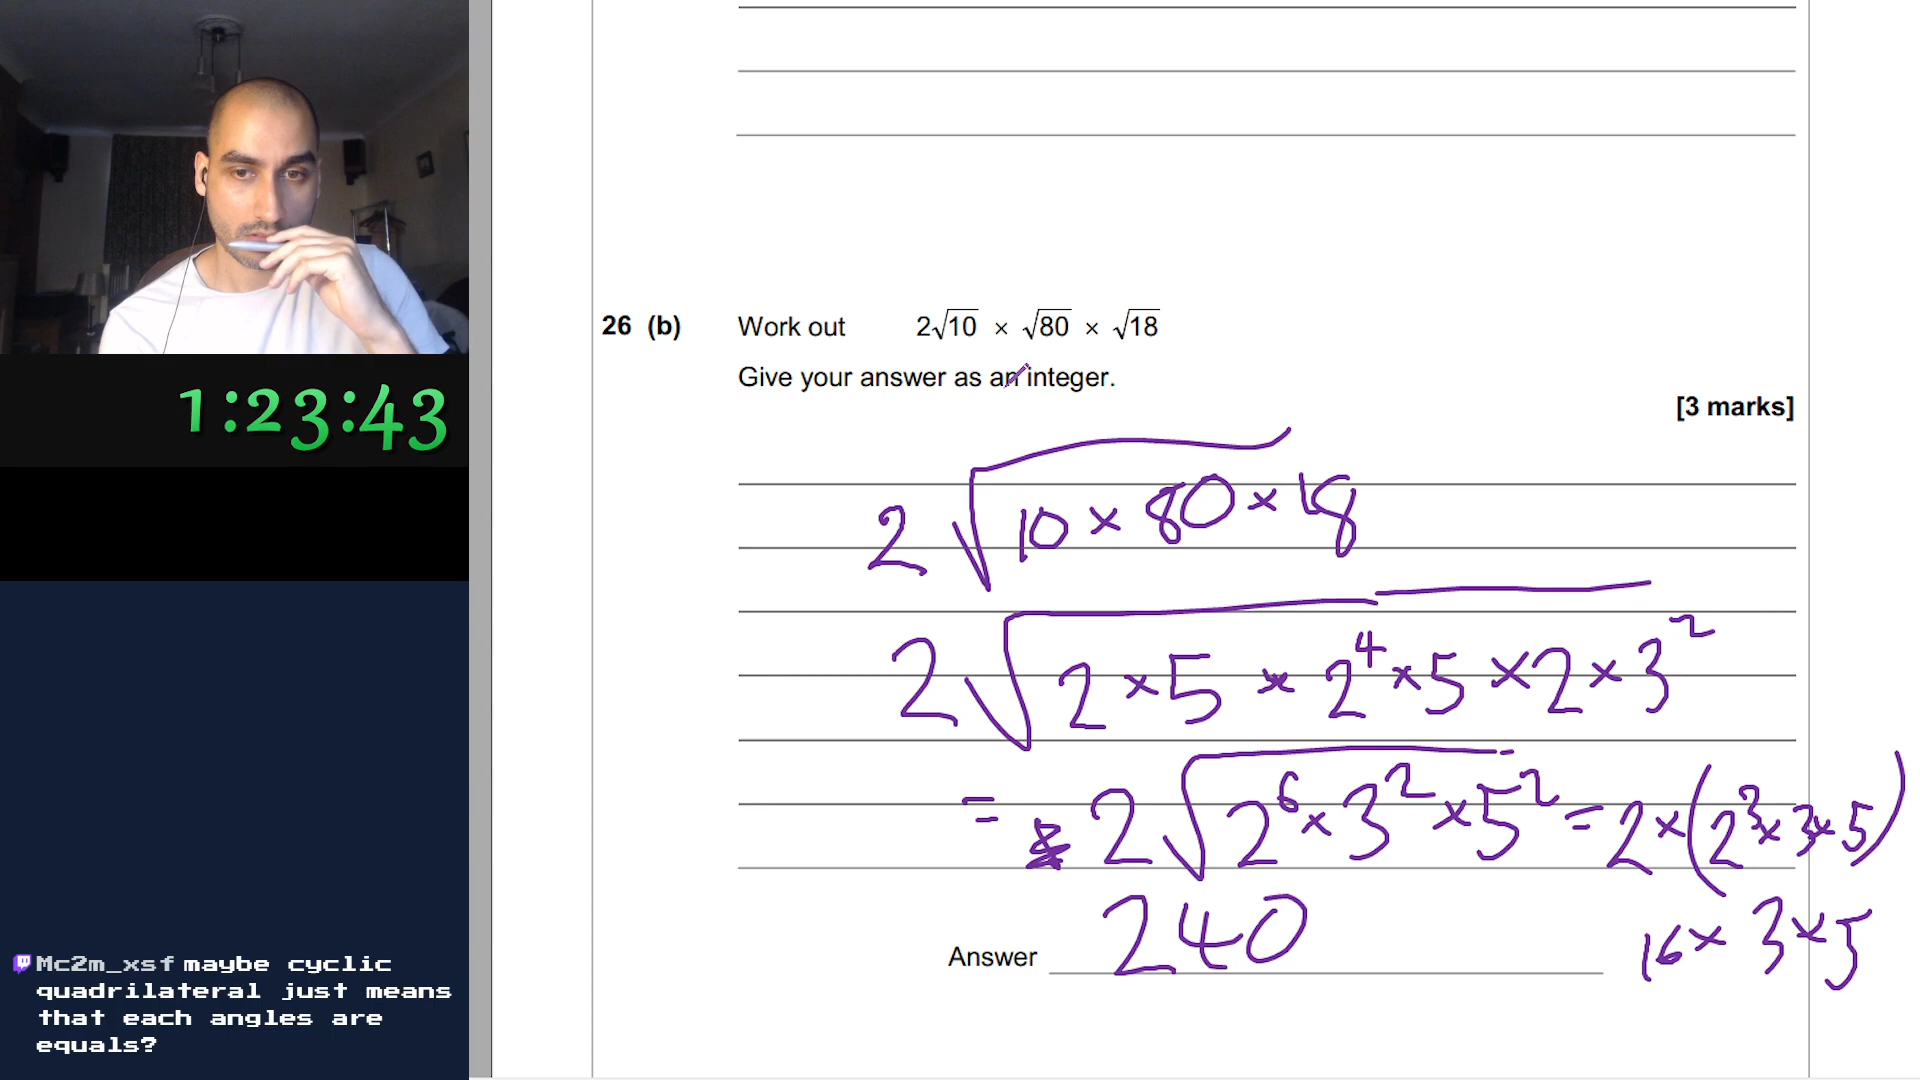 1:23:43
Mc2m_xsf maybe cyclic
quadrilateral just means
that each angles are
equals?
26 (b) Work out 2√10 × √80 × √18
Give your answer as an integer.
[3 marks]
2√10 × 80 × 18
2√2 × 5 × 2⁴ × 5 × 2 × 3²
= 2√2⁶ × 3² × 5² = 2 × (2³ × 3 × 5)
16 × 3 × 5
Answer 240